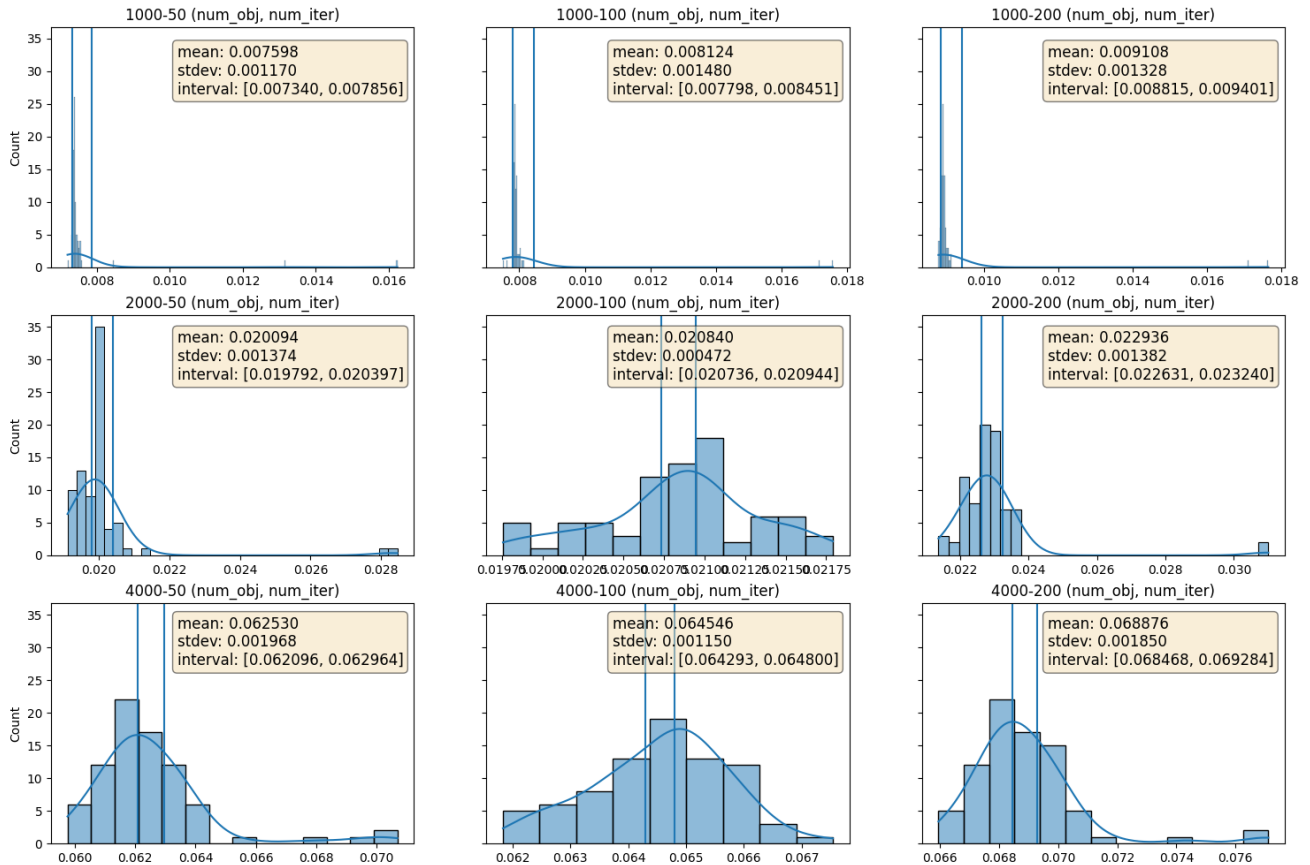 1000-50 (num_obj, num_iter)
1000-100 (num_obj, num_iter)
1000-200 (num_obj, num_iter)
mean: 0.007598
stdev: 0.001170
interval: [0.007340, 0.007856]
mean: 0.008124
stdev: 0.001480
interval: [0.007798, 0.008451]
mean: 0.009108
stdev: 0.001328
interval: [0.008815, 0.009401]
Count
35
30
25
20
15
10
5
0
0.008 0.010 0.012 0.014 0.016
0.008 0.010 0.012 0.014 0.016 0.018
0.010 0.012 0.014 0.016 0.018
2000-50 (num_obj, num_iter)
2000-100 (num_obj, num_iter)
2000-200 (num_obj, num_iter)
mean: 0.020094
stdev: 0.001374
interval: [0.019792, 0.020397]
mean: 0.020840
stdev: 0.000472
interval: [0.020736, 0.020944]
mean: 0.022936
stdev: 0.001382
interval: [0.022631, 0.023240]
Count
35
30
25
20
15
10
5
0
0.020 0.022 0.024 0.026 0.028
0.01975 0.02000 0.02025 0.02050 0.02075 0.02100 0.02125 0.02150 0.02175
0.022 0.024 0.026 0.028 0.030
4000-50 (num_obj, num_iter)
4000-100 (num_obj, num_iter)
4000-200 (num_obj, num_iter)
mean: 0.062530
stdev: 0.001968
interval: [0.062096, 0.062964]
mean: 0.064546
stdev: 0.001150
interval: [0.064293, 0.064800]
mean: 0.068876
stdev: 0.001850
interval: [0.068468, 0.069284]
Count
35
30
25
20
15
10
5
0
0.060 0.062 0.064 0.066 0.068 0.070
0.062 0.063 0.064 0.065 0.066 0.067
0.066 0.068 0.070 0.072 0.074 0.076